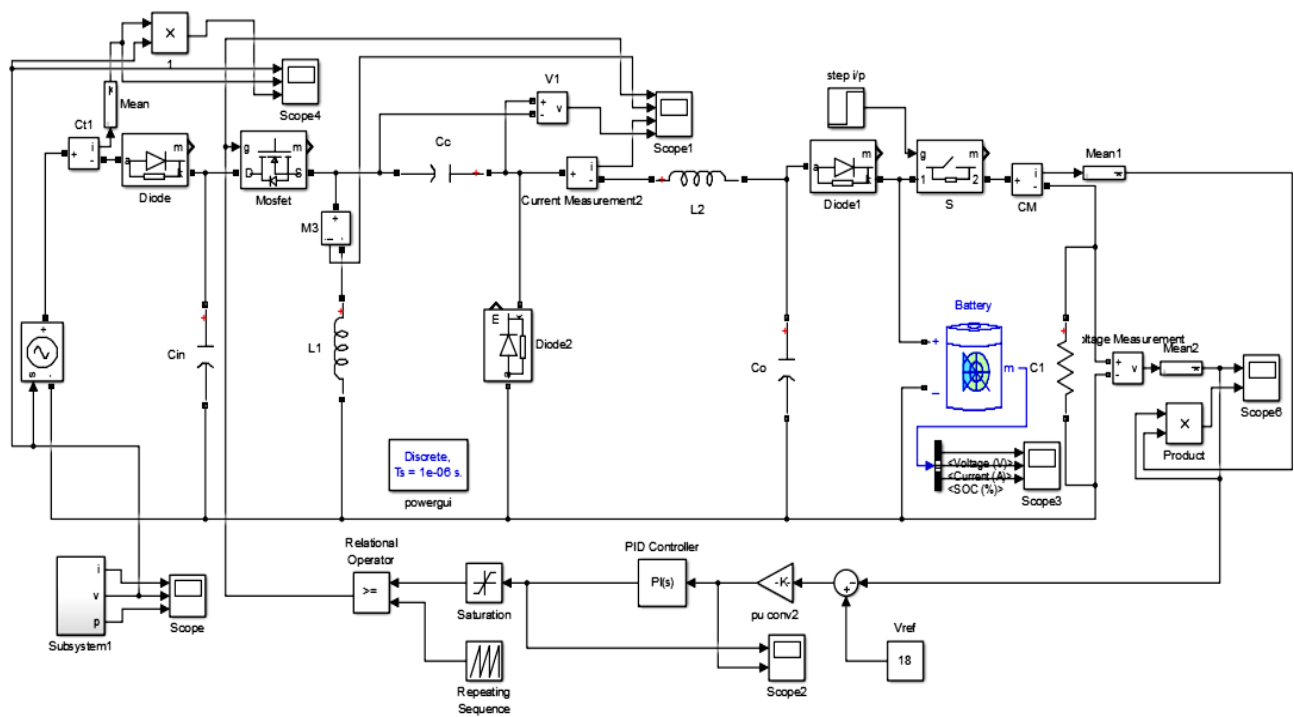 1
Mean
Scope4
Ct1
i
-
+
a
m
k
Diode
g
m
D
S
Mosfet
V1
+
-
v
Scope1
Cc
+
i
+
-
Current Measurement2
L2
+
step i/p
a
m
k
Diode1
g
m
1
2
S
i
+
-
CM
Mean1
M3
+
i
-
L1
+
Cin
+
+
s
-
Diode2
Co
+
Battery
+
m
-
C1
+
ltage Measurement
+
-
v
Mean2
Scope6
Product
<Voltage (V)>
<Current (A)>
<SOC (%)>
Scope3
Discrete,
Ts = 1e-06 s.
powergui
i
v
p
Subsystem1
Scope
Relational
Operator
>=
Saturation
PID Controller
PI(s)
-K-
pu conv2
-
+
Vref
18
Scope2
Repeating
Sequence